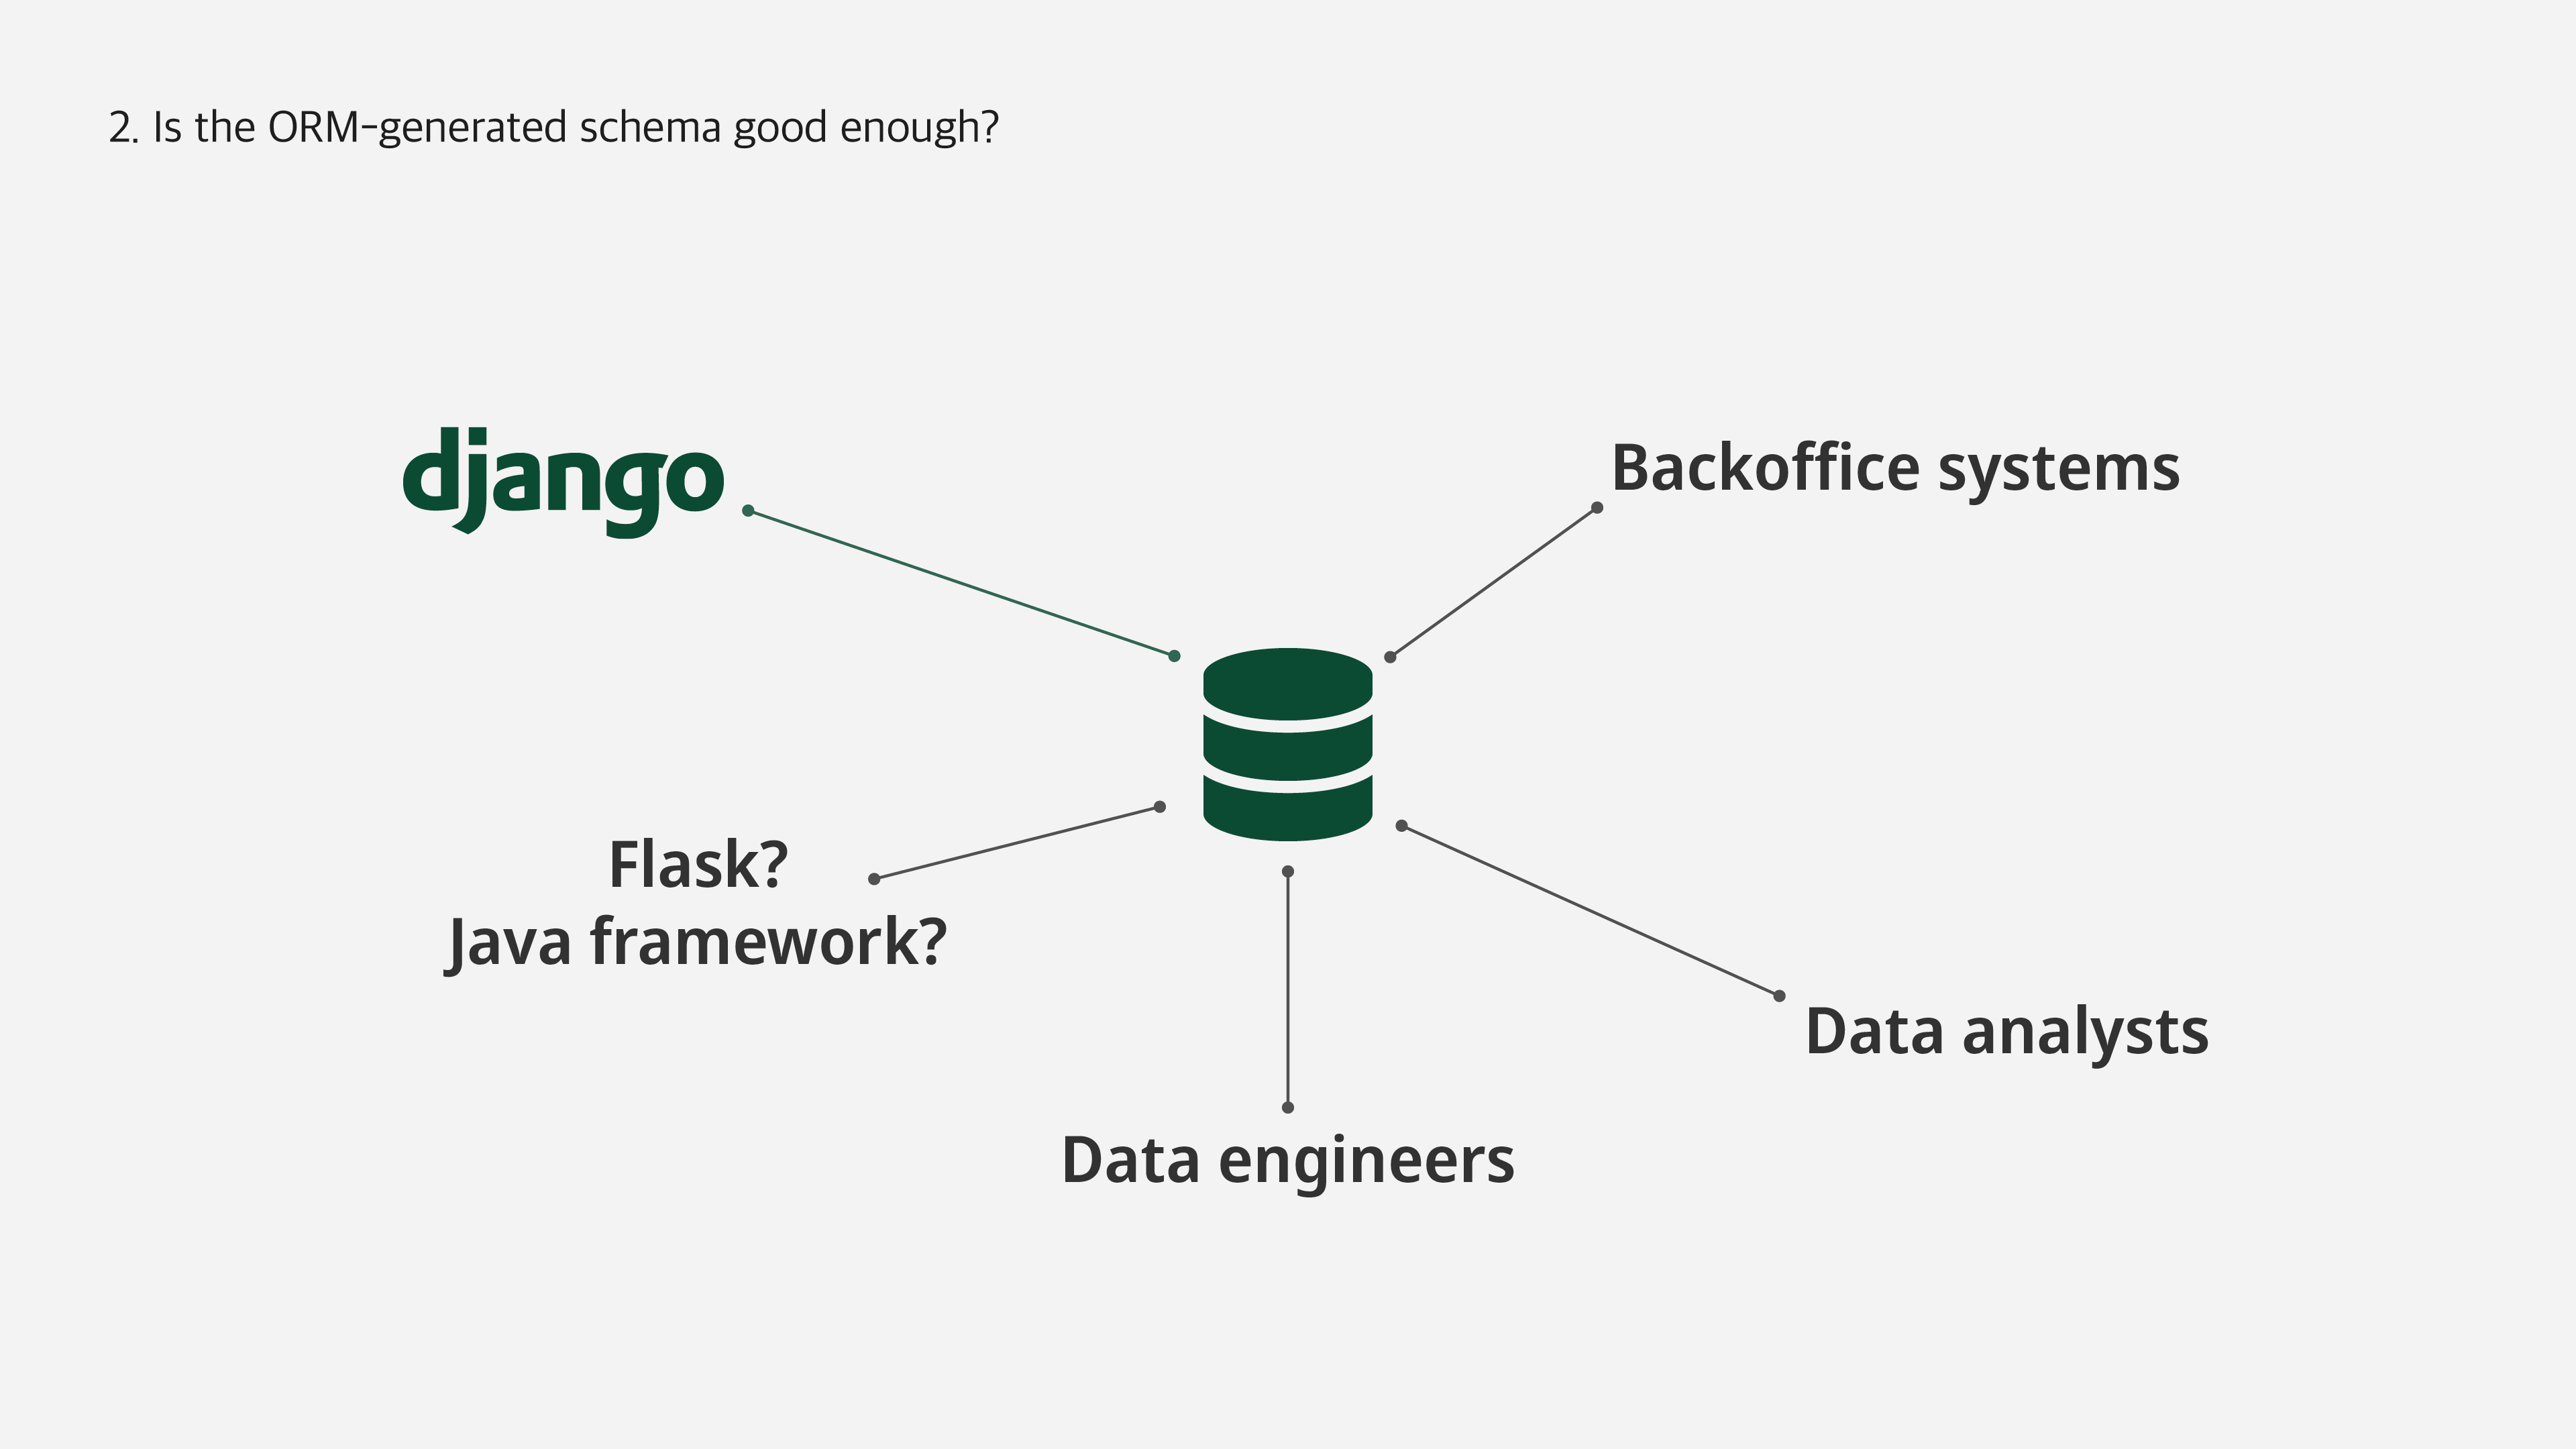 2. Is the ORM-generated schema good enough?
django
Backoffice systems
Flask?
Java framework?
Data analysts
Data engineers